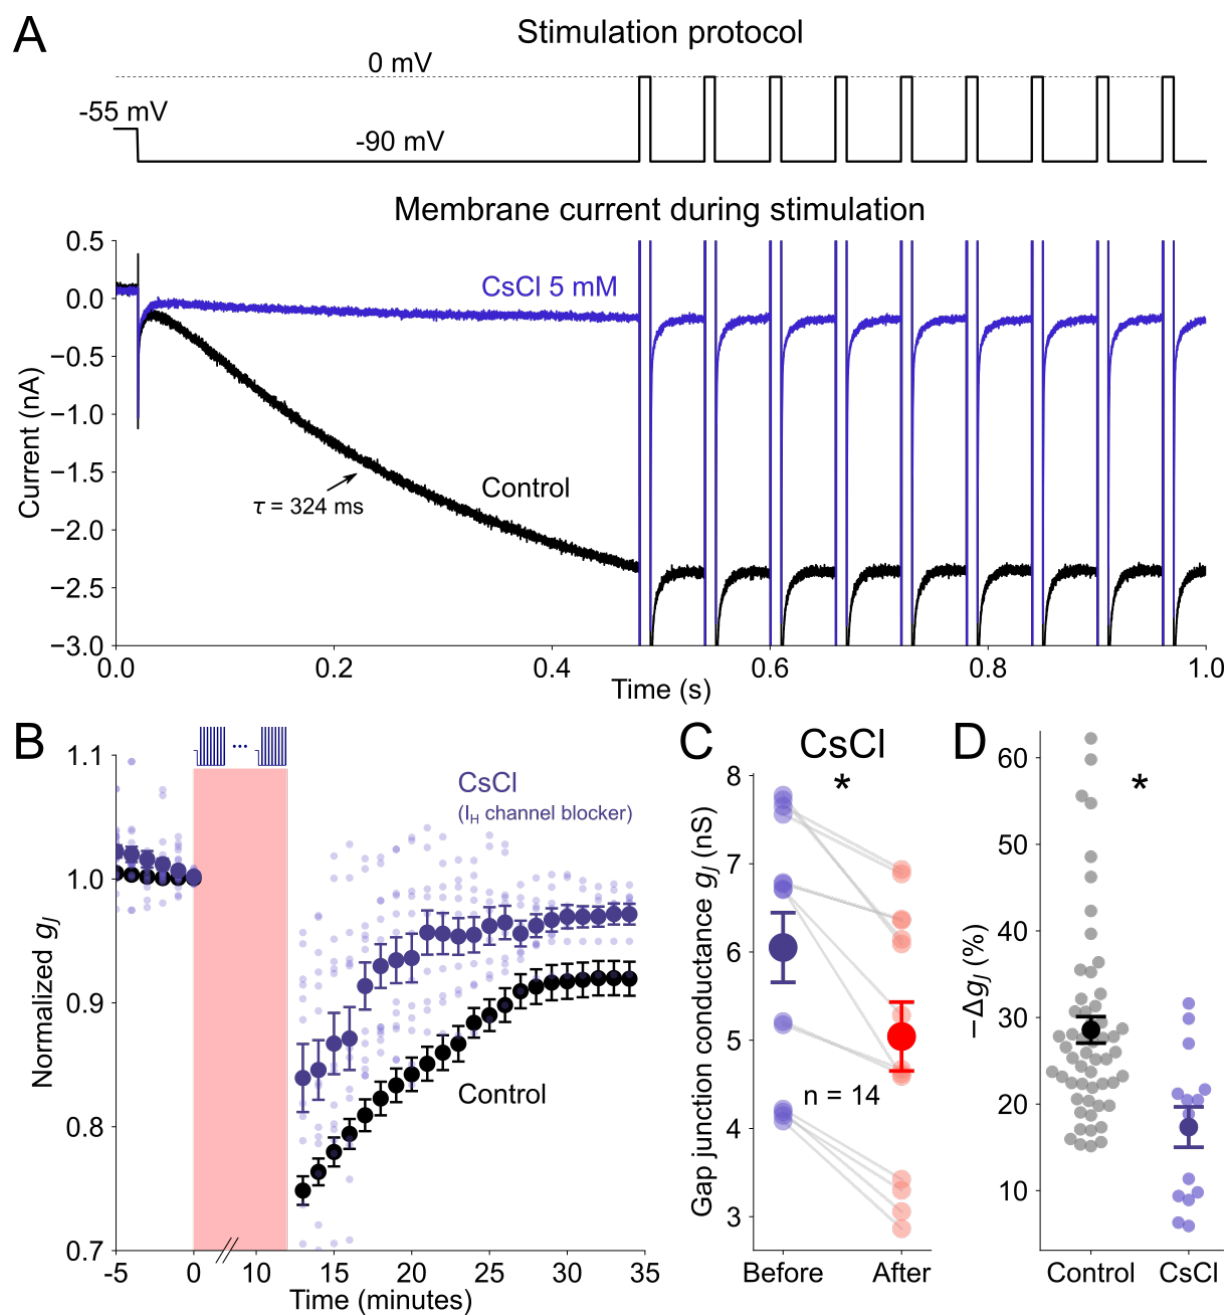 A
Stimulation protocol
0 mV
-55 mV
-90 mV
Membrane current during stimulation
Current (nA)
0.5
0.0
−0.5
−1.0
−1.5
−2.0
−2.5
−3.0
CsCl 5 mM
Control
τ = 324 ms
0.0 0.2 0.4 0.6 0.8 1.0
Time (s)
B
Normalized gJ
1.1
1.0
0.9
0.8
0.7
...
CsCl
(IH channel blocker)
Control
-5 0 10 15 20 25 30 35
Time (minutes)
C
CsCl
*
Gap junction conductance gJ (nS)
8
7
6
5
4
3
n = 14
Before After
D
*
−ΔgJ (%)
60
50
40
30
20
10
Control CsCl